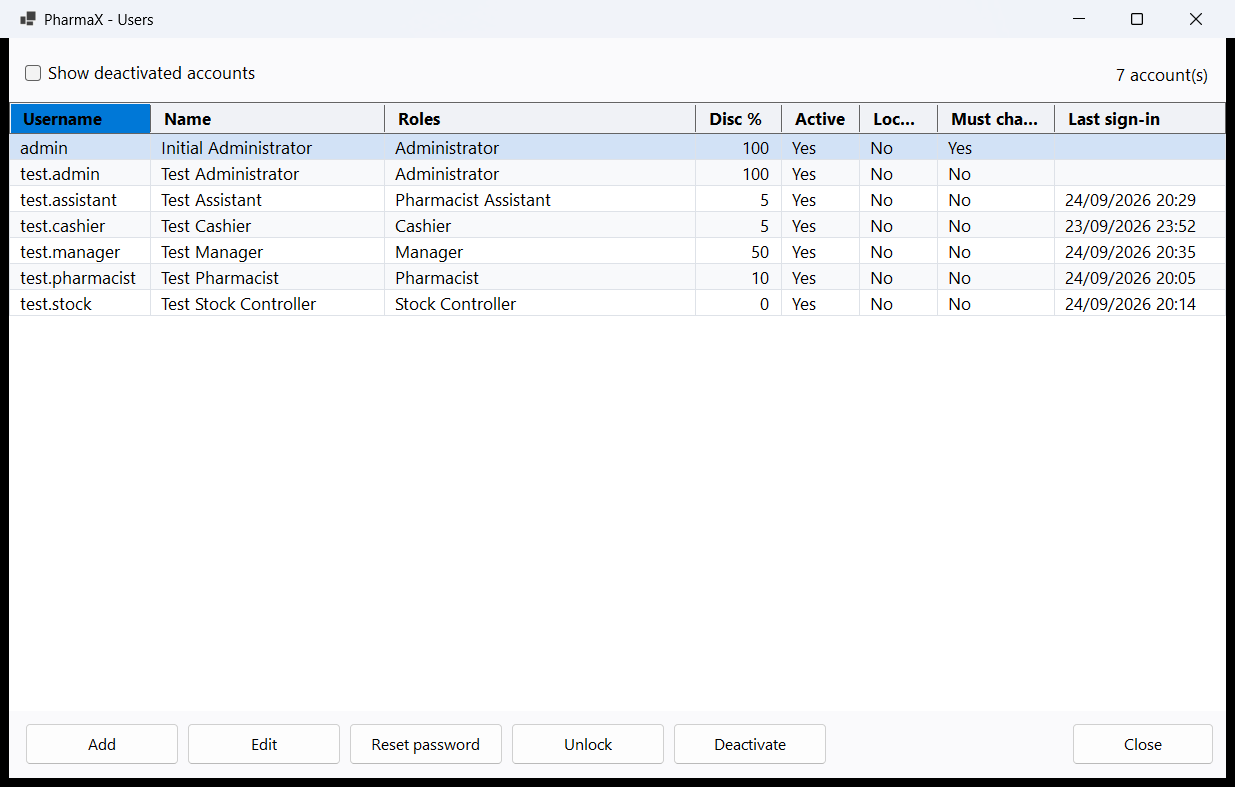 PharmaX - Users
Show deactivated accounts
7 account(s)
Username Name Roles Disc % Active Loc... Must cha... Last sign-in
admin Initial Administrator Administrator 100 Yes No Yes
test.admin Test Administrator Administrator 100 Yes No No
test.assistant Test Assistant Pharmacist Assistant 5 Yes No No 24/09/2026 20:29
test.cashier Test Cashier Cashier 5 Yes No No 23/09/2026 23:52
test.manager Test Manager Manager 50 Yes No No 24/09/2026 20:35
test.pharmacist Test Pharmacist Pharmacist 10 Yes No No 24/09/2026 20:05
test.stock Test Stock Controller Stock Controller 0 Yes No No 24/09/2026 20:14
Add Edit Reset password Unlock Deactivate Close